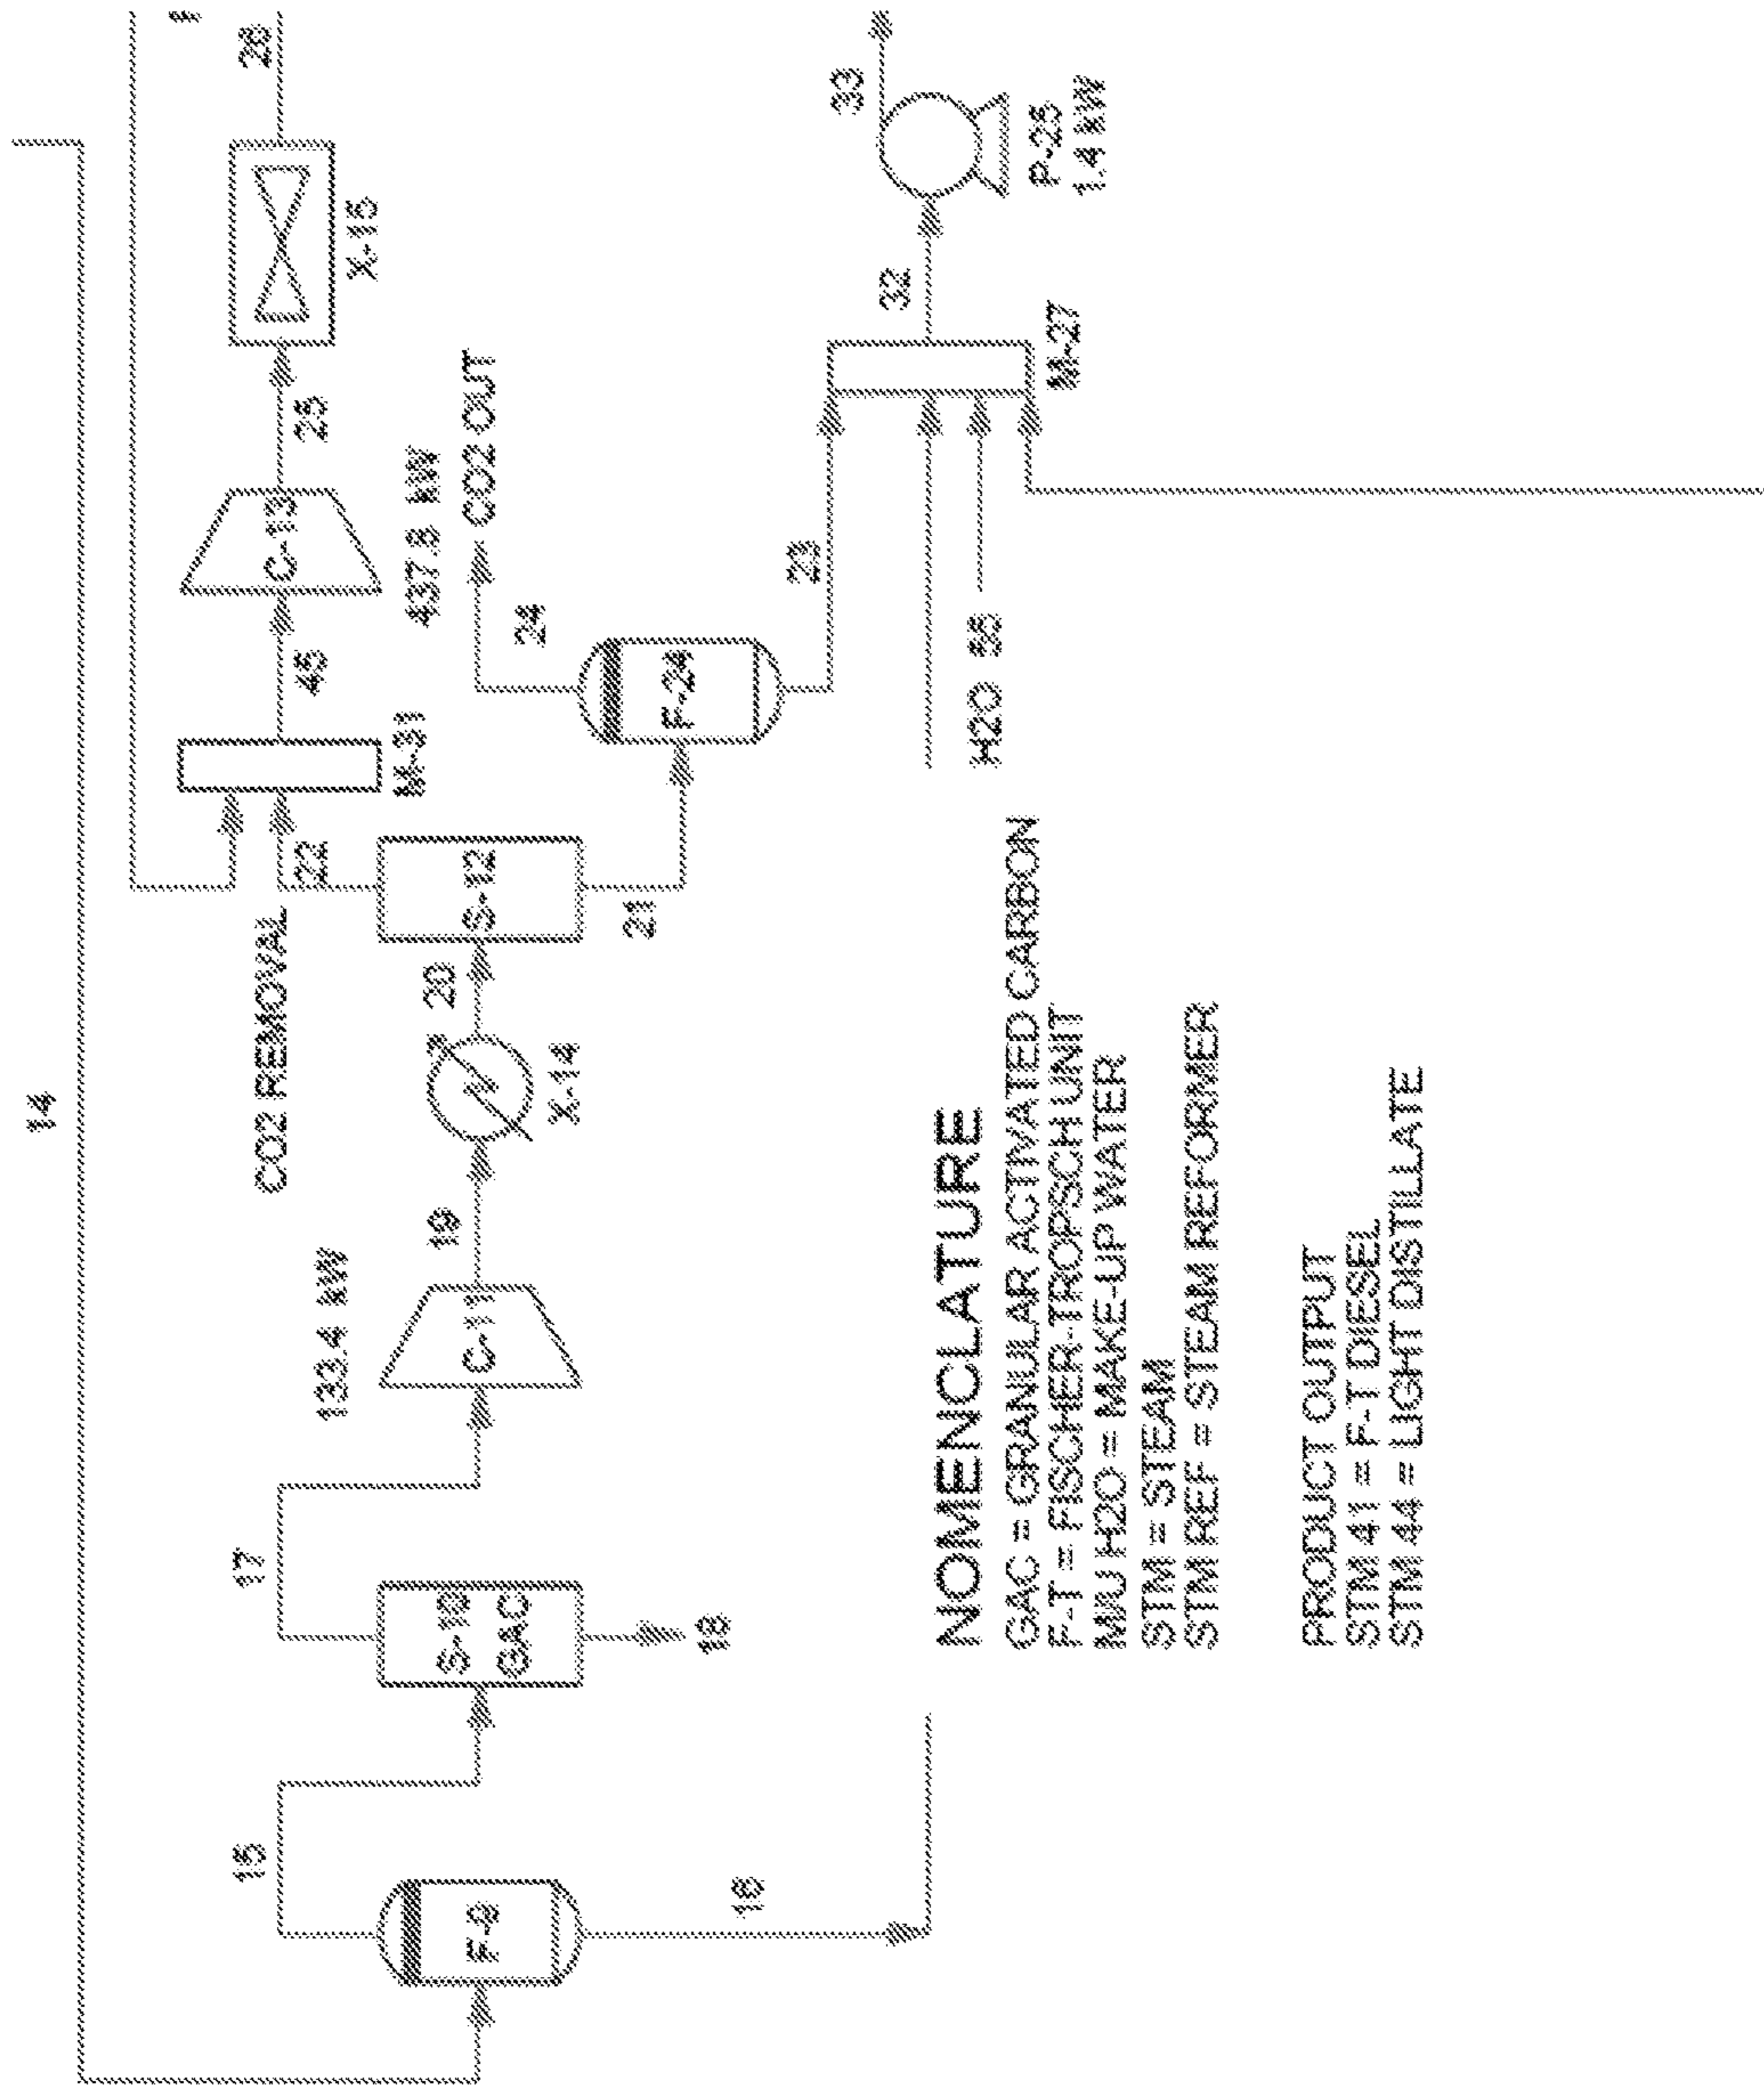 14
CO2 REMOVAL
22
M-31
45
C-13
437.8 kW
25
X-15
26
15
F-9
16
S-10
GAC
17
18
133.4 kW
C-11
19
X-14
20
S-12
21
F-24
24
CO2 OUT
23
H2O 55
M-27
32
P-25
1.4 kW
33
NOMENCLATURE
GAC = GRANULAR ACTIVATED CARBON
F-T = FISCHER-TROPSCH UNIT
M/U H2O = MAKE-UP WATER
STM = STEAM
STM REF = STEAM REFORMER
PRODUCT OUTPUT
STM 41 = F-T DIESEL
STM 44 = LIGHT DISTILLATE